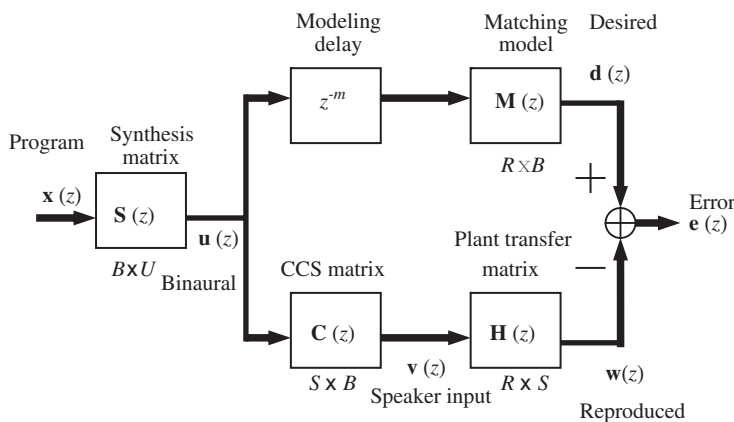 Modeling
delay
Matching
model
Desired
d (z)
z-m
M (z)
R×B
Program
x (z)
Synthesis
matrix
S (z)
B×U
u (z)
Binaural
+
Error
e (z)
−
CCS matrix
C (z)
S × B
v (z)
Speaker input
Plant transfer
matrix
H (z)
R × S
w(z)
Reproduced